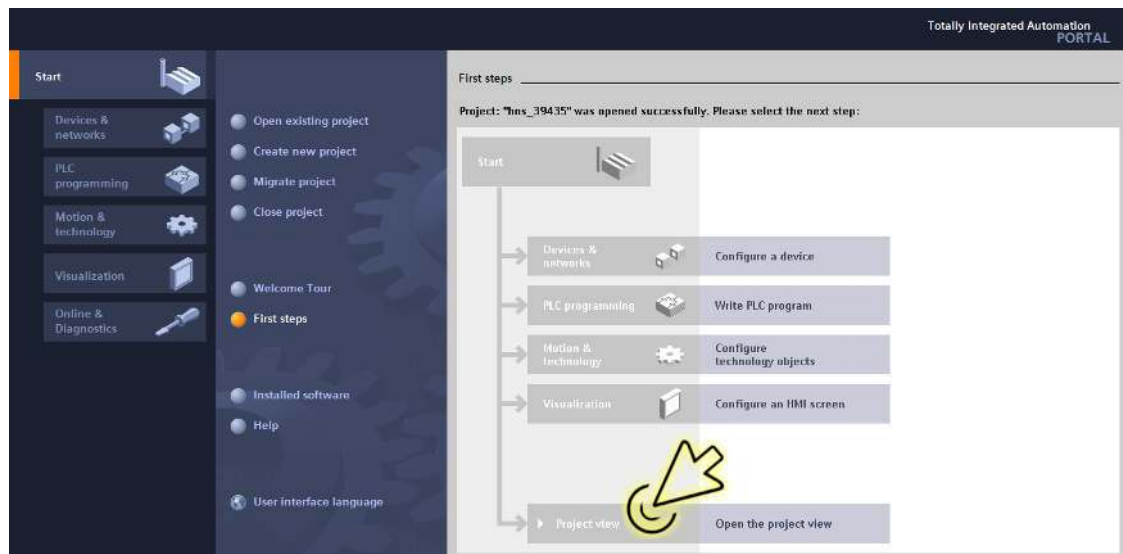 Totally Integrated Automation
PORTAL
Start
Devices &
networks
PLC
programming
Motion &
technology
Visualization
Online &
Diagnostics
Open existing project
Create new project
Migrate project
Close project
Welcome Tour
First steps
Installed software
Help
User interface language
First steps
Project: "hns_39435" was opened successfully. Please select the next step:
Start
Devices &
networks
Configure a device
PLC programming
Write PLC program
Motion &
technology
Configure
technology objects
Visualization
Configure an HMI screen
Project view
Open the project view